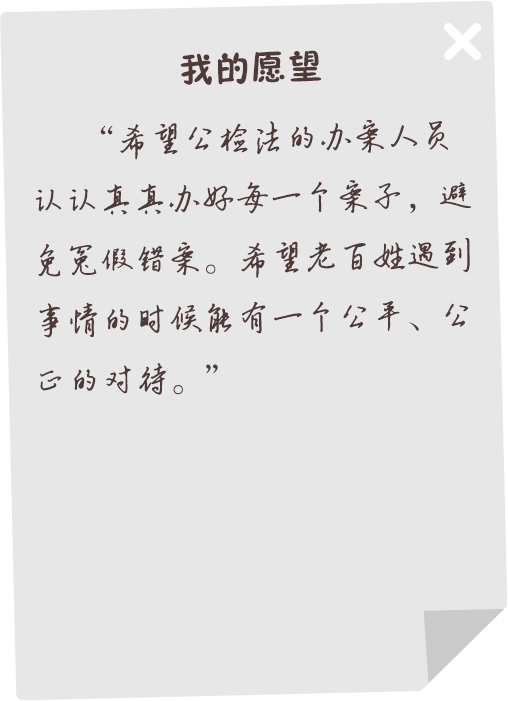 我的愿望
“希望公检法的办案人员
认认真真办好每一个案子，避
免冤假错案。希望老百姓遇到
事情的时候能有一个公平、公
正的对待。”